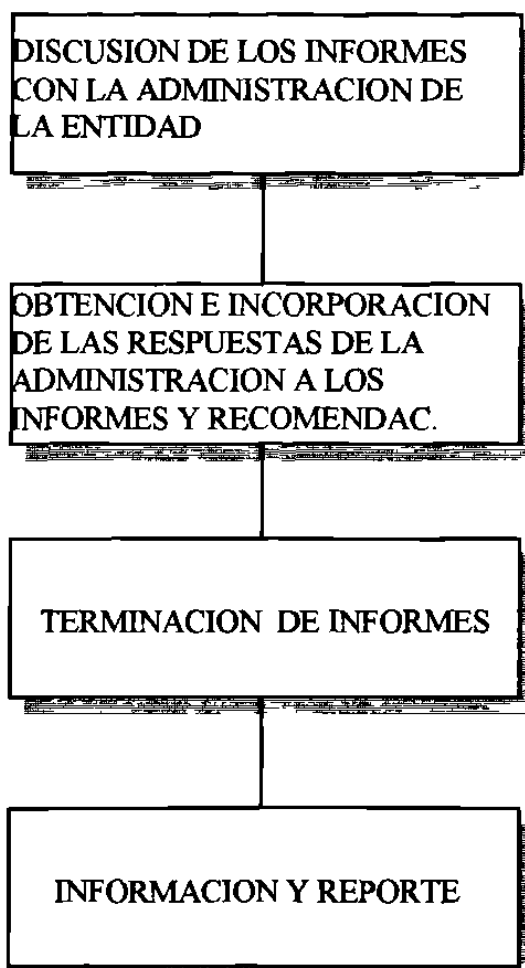 DISCUSION DE LOS INFORMES
CON LA ADMINISTRACION DE
LA ENTIDAD
OBTENCION E INCORPORACION
DE LAS RESPUESTAS DE LA
ADMINISTRACION A LOS
INFORMES Y RECOMENDAC.
TERMINACION DE INFORMES
INFORMACION Y REPORTE